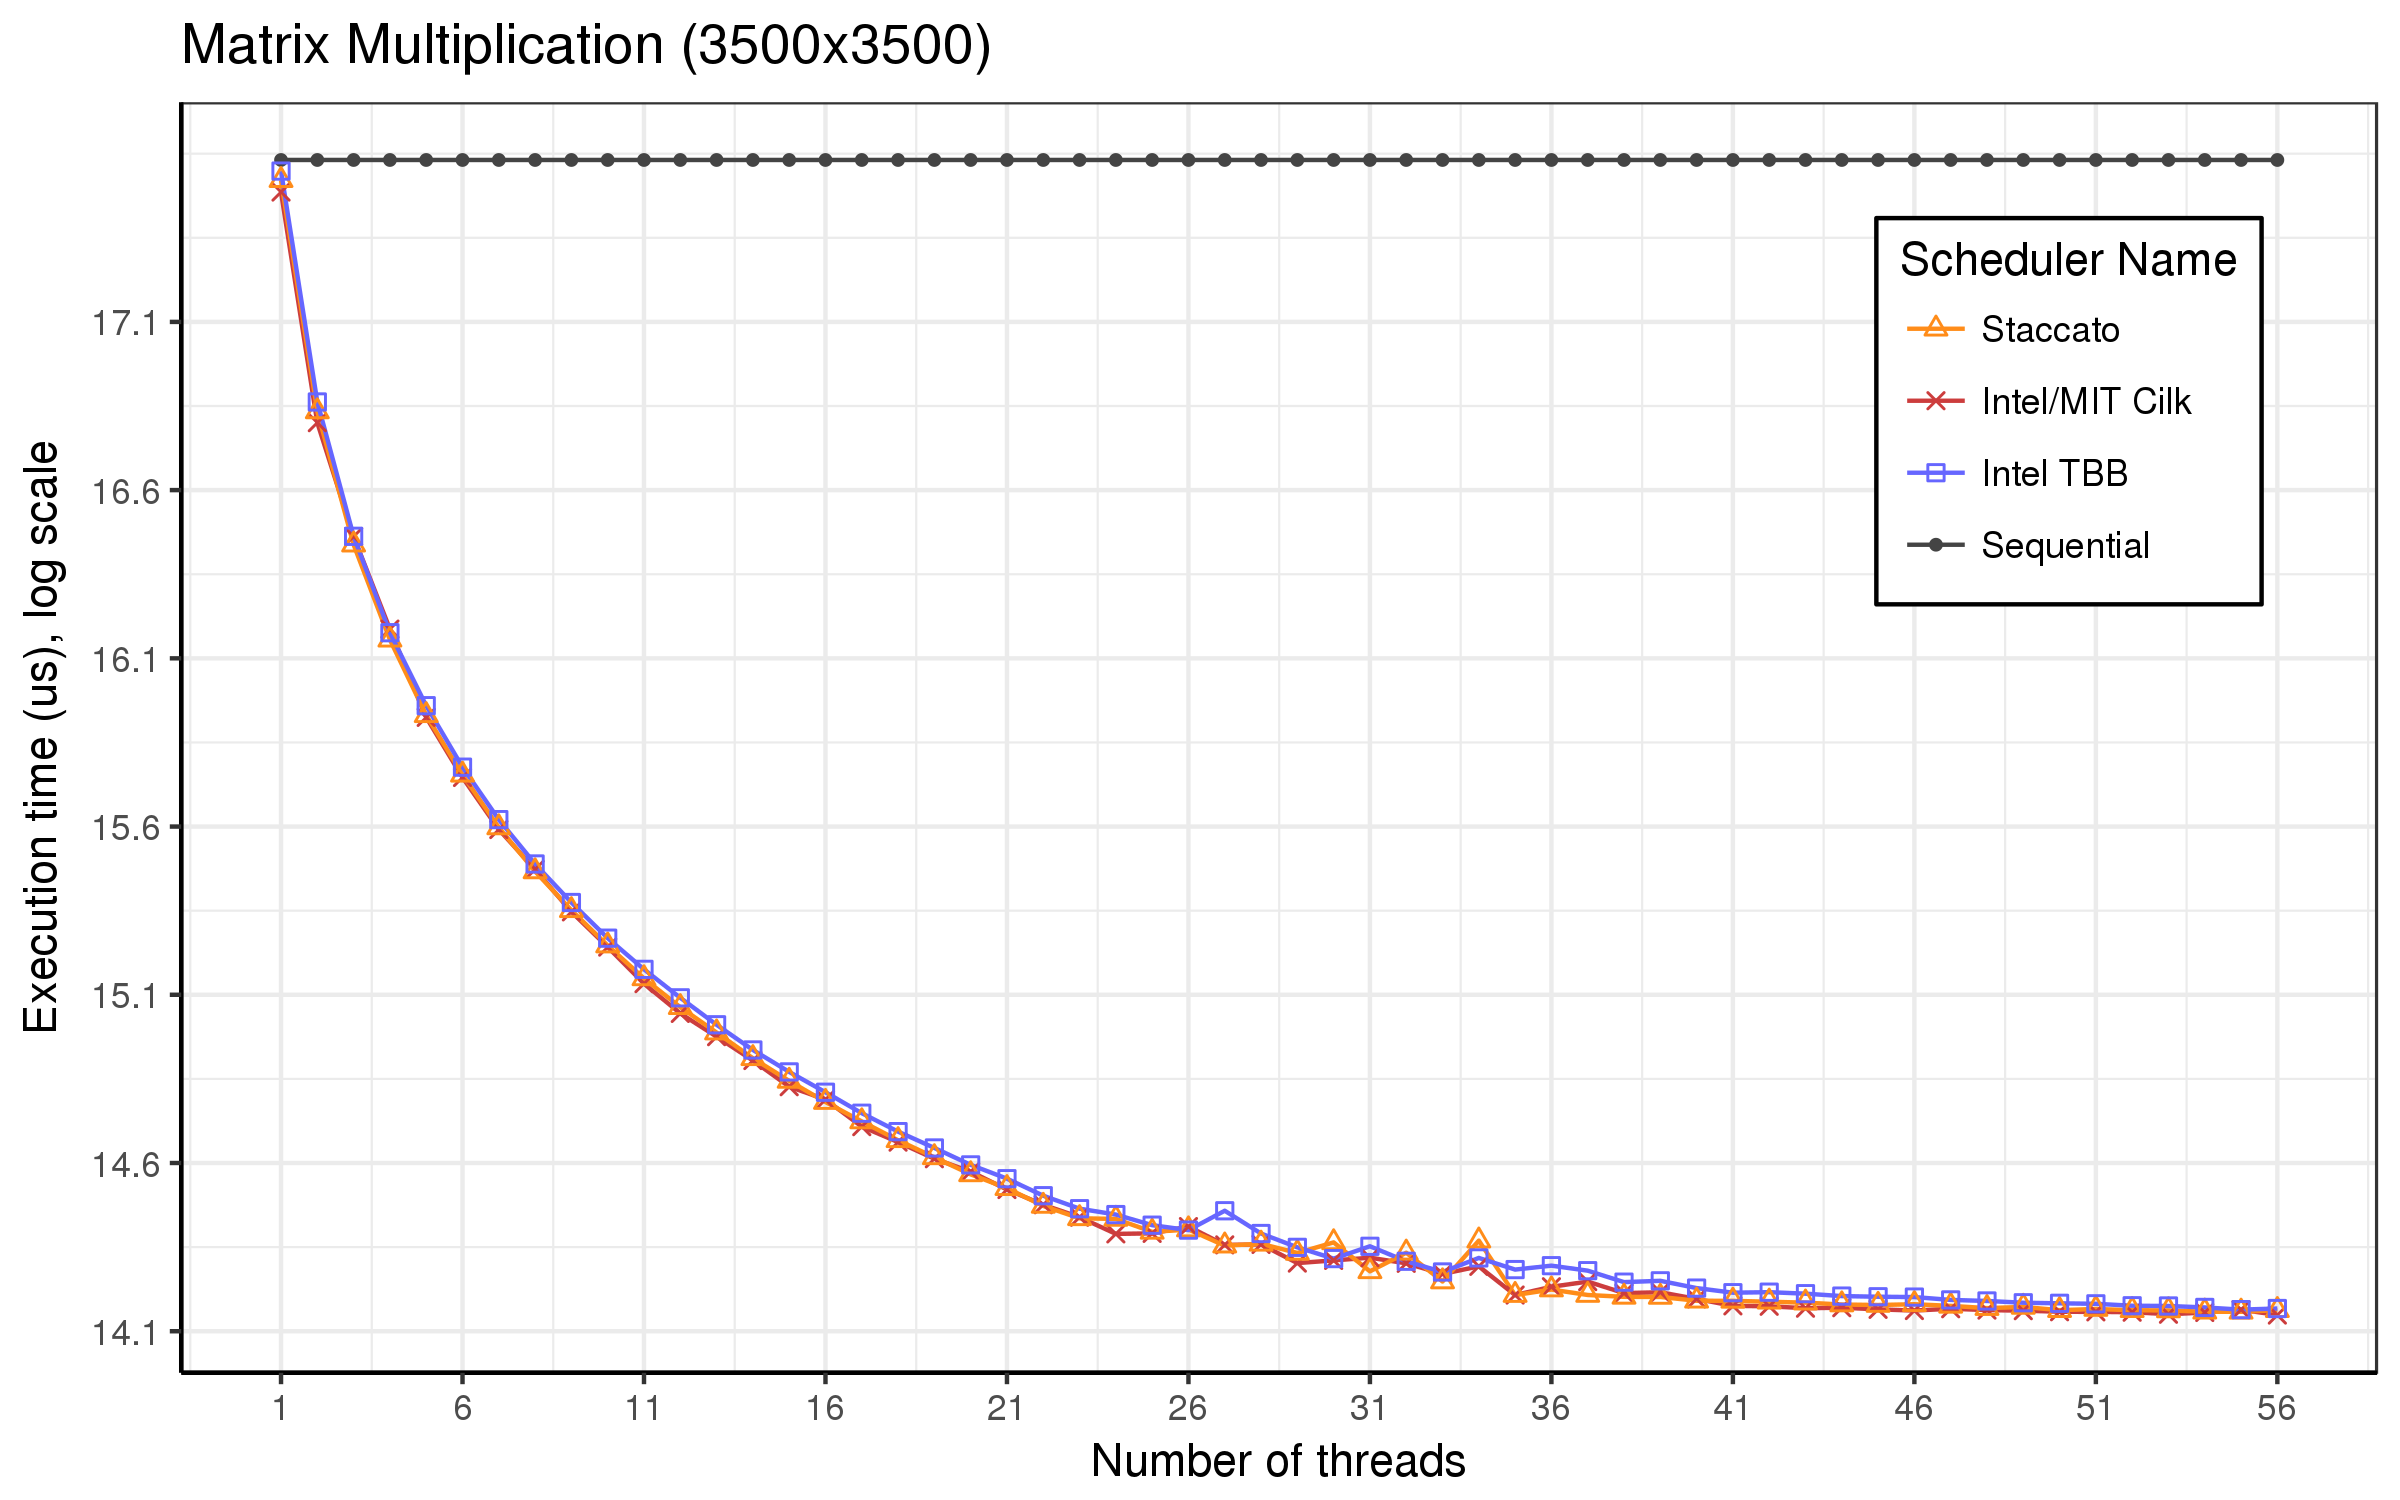 Matrix Multiplication (3500x3500)
Execution time (us), log scale
17.1
16.6
16.1
15.6
15.1
14.6
14.1
Scheduler Name
Staccato
Intel/MIT Cilk
Intel TBB
Sequential
1 6 11 16 21 26 31 36 41 46 51 56
Number of threads